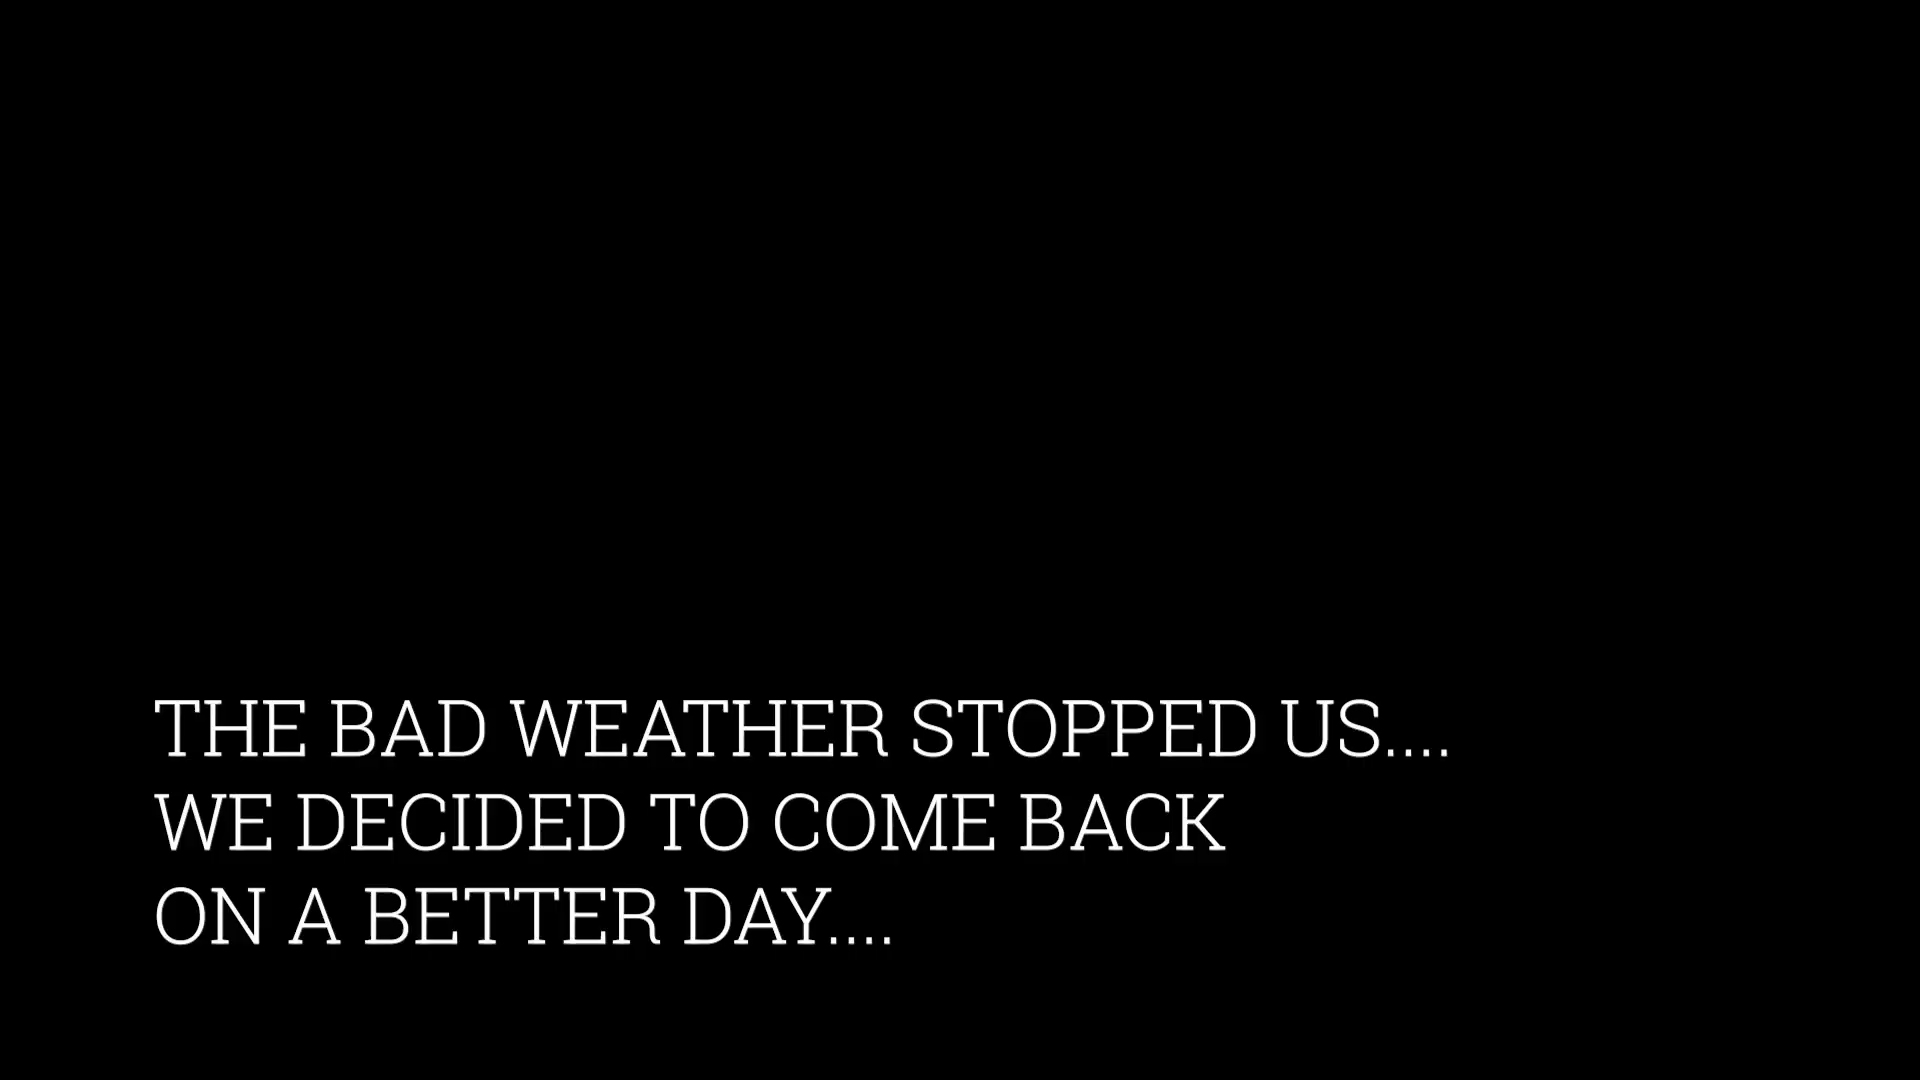 THE BAD WEATHER STOPPED US....
WE DECIDED TO COME BACK
ON A BETTER DAY....